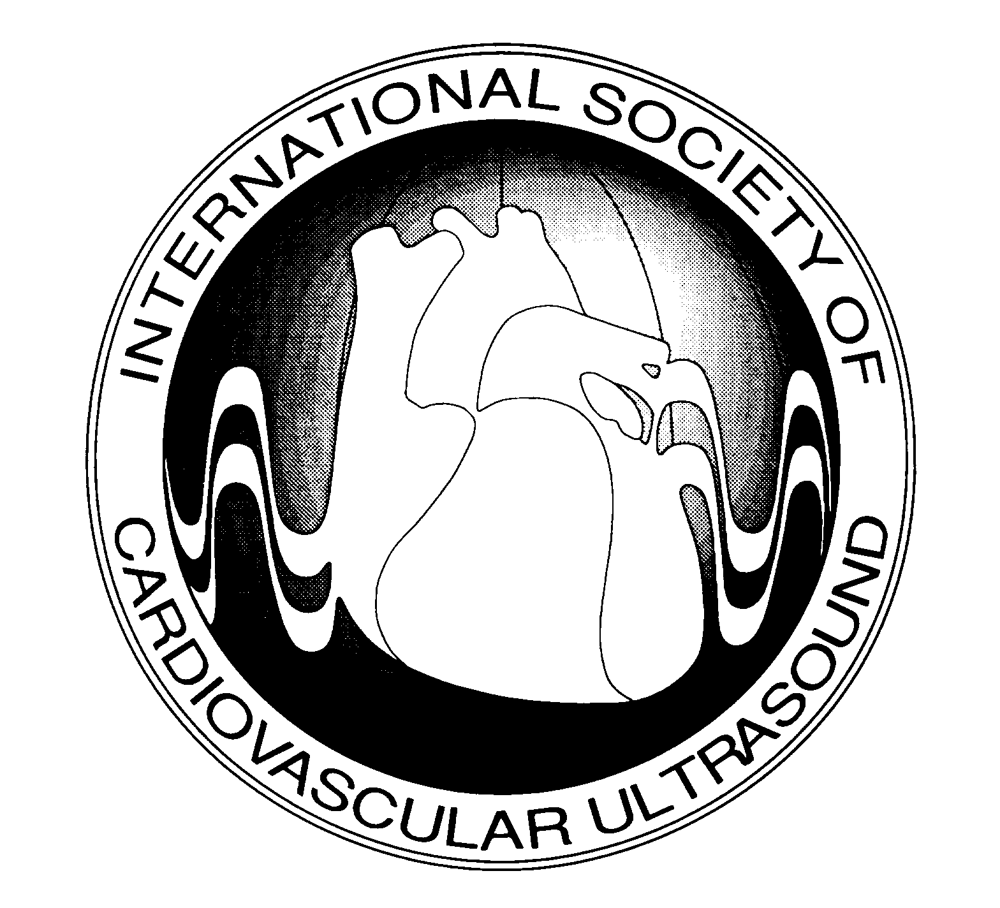 INTERNATIONAL SOCIETY OF
CARDIOVASCULAR ULTRASOUND